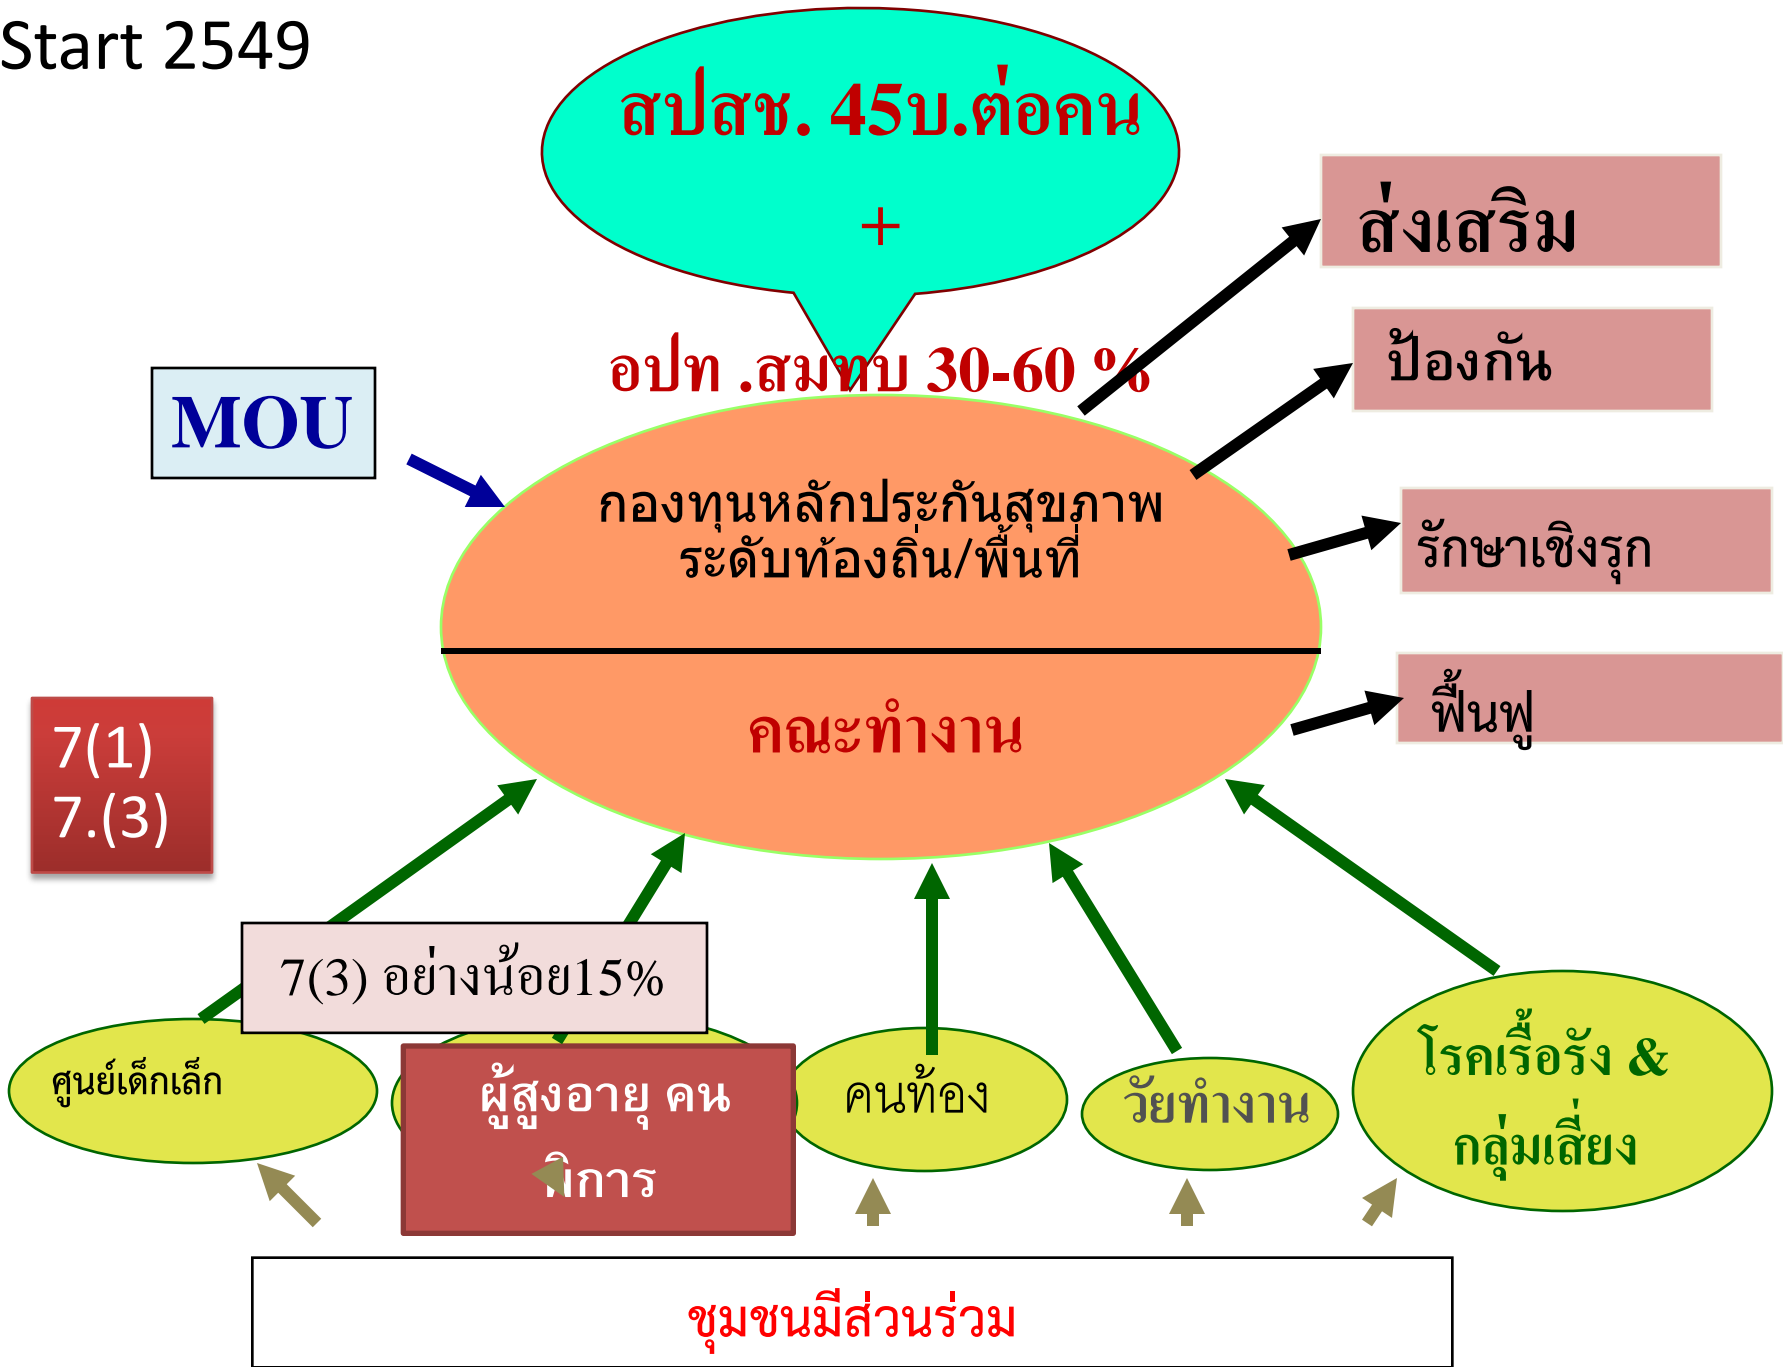 Start 2549
สปสช. 45บ.ต่อคน
+
อปท .สมทบ 30-60 %
ส่งเสริม
ป้องกัน
MOU
กองทุนหลักประกันสุขภาพ
ระดับท้องถิ่น/พื้นที่
รักษาเชิงรุก
ฟื้นฟู
คณะทำงาน
7(1)
7.(3)
7(3) อย่างน้อย15%
ศูนย์เด็กเล็ก
ผู้สูงอายุ คน
พิการ
คนท้อง
วัยทำงาน
โรคเรื้อรัง &
กลุ่มเสี่ยง
ชุมชนมีส่วนร่วม